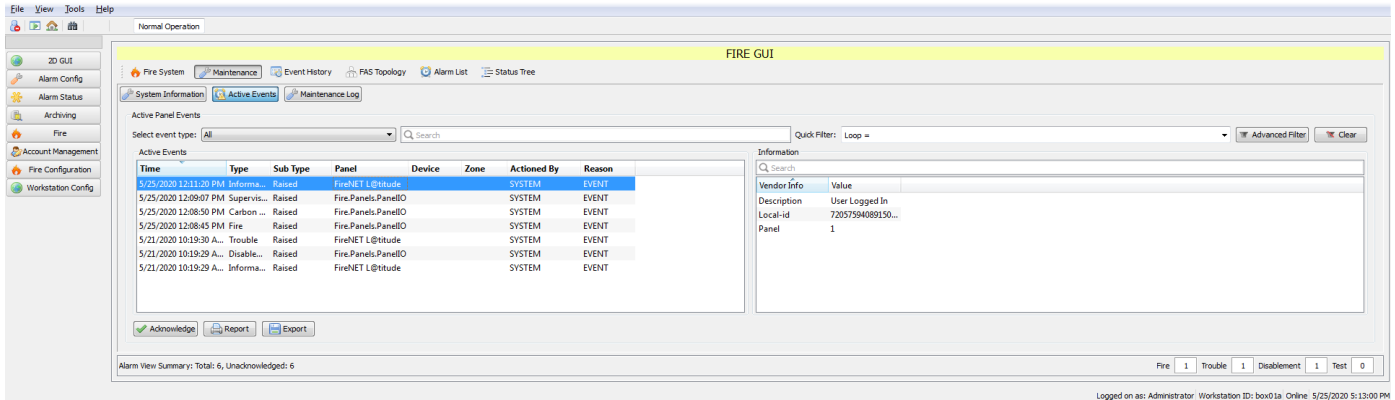 File View Tools Help
Normal Operation
2D GUI
Alarm Config
Alarm Status
Archiving
Fire
Account Management
Fire Configuration
Workstation Config
FIRE GUI
Fire System Maintenance Event History FAS Topology Alarm List Status Tree
System Information Active Events Maintenance Log
Active Panel Events
Select event type: All Search Quick Filter: Loop = Advanced Filter Clear
Active Events
Time Type Sub Type Panel Device Zone Actioned By Reason
5/25/2020 12:11:20 PM Informa... Raised FireNET L@titude SYSTEM EVENT
5/25/2020 12:09:07 PM Supervis... Raised Fire.Panels.PanelIO SYSTEM EVENT
5/25/2020 12:08:50 PM Carbon ... Raised Fire.Panels.PanelIO SYSTEM EVENT
5/25/2020 12:08:45 PM Fire Raised Fire.Panels.PanelIO SYSTEM EVENT
5/21/2020 10:19:30 A... Trouble Raised FireNET L@titude SYSTEM EVENT
5/21/2020 10:19:29 A... Disable... Raised Fire.Panels.PanelIO SYSTEM EVENT
5/21/2020 10:19:29 A... Informa... Raised FireNET L@titude SYSTEM EVENT
Information
Search
Vendor Info Value
Description User Logged In
Local-id 72057594089150...
Panel 1
Acknowledge Report Export
Alarm View Summary: Total: 6, Unacknowledged: 6 Fire 1 Trouble 1 Disablement 1 Test 0
Logged on as: Administrator Workstation ID: box01a Online 5/25/2020 5:13:00 PM